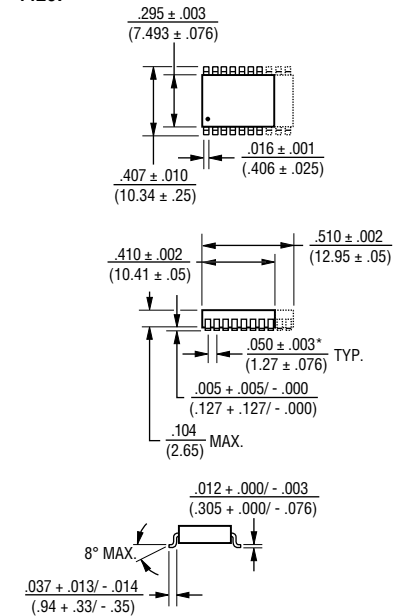 .295 ± .003
(7.493 ± .076)
.016 ± .001
(.406 ± .025)
.407 ± .010
(10.34 ± .25)
.510 ± .002
(12.95 ± .05)
.410 ± .002
(10.41 ± .05)
.050 ± .003*
(1.27 ± .076)
TYP.
.005 + .005/ - .000
(.127 + .127/ - .000)
.104
(2.65)
MAX.
.012 + .000/ - .003
(.305 + .000/ - .076)
8° MAX.
.037 + .013/ - .014
(.94 + .33/ - .35)